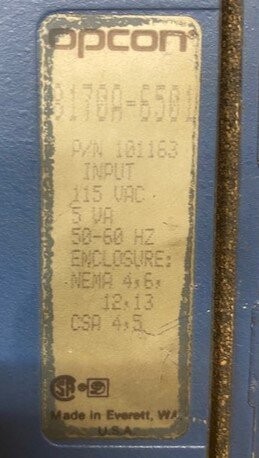 opcon
8170A-6501
P/N 101163
INPUT
115 VAC
5 VA
50-60 HZ
ENCLOSURE:
NEMA 4,6,
12,13
CSA 4,5
Made in Everett, WA
U.S.A.